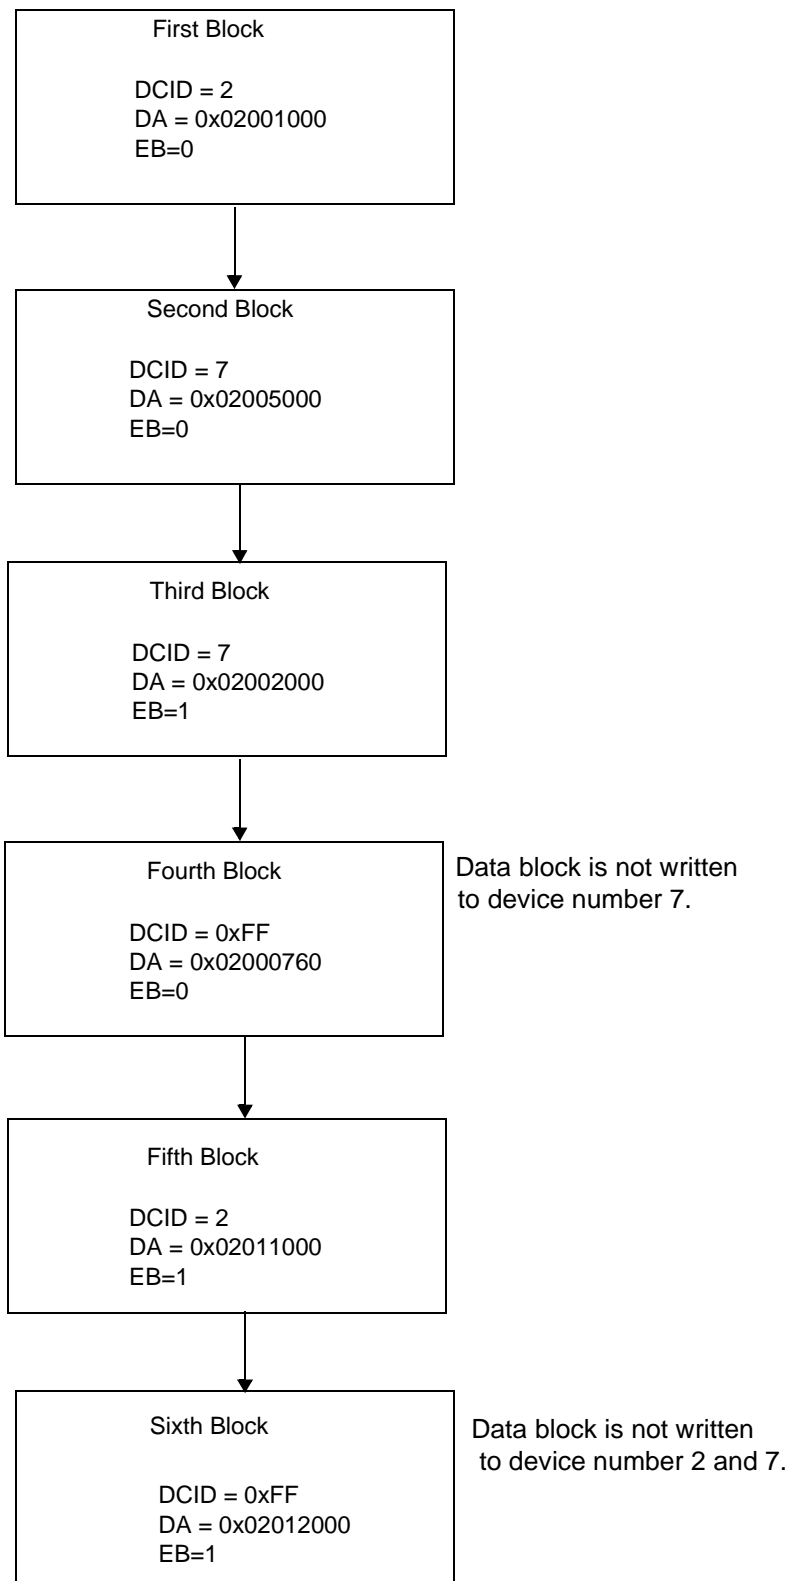 First Block
DCID = 2
DA = 0x02001000
EB=0
Second Block
DCID = 7
DA = 0x02005000
EB=0
Third Block
DCID = 7
DA = 0x02002000
EB=1
Fourth Block
DCID = 0xFF
DA = 0x02000760
EB=0
Data block is not written
to device number 7.
Fifth Block
DCID = 2
DA = 0x02011000
EB=1
Sixth Block
DCID = 0xFF
DA = 0x02012000
EB=1
Data block is not written
to device number 2 and 7.